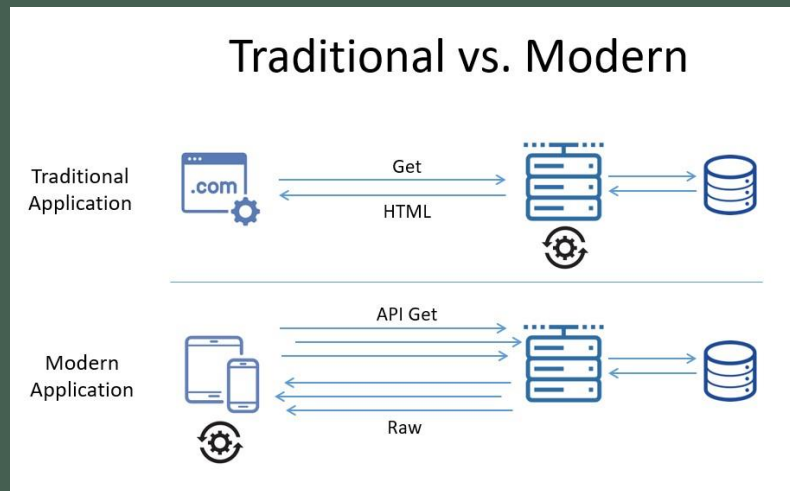 Traditional vs. Modern
Traditional
Application
.com
Get
HTML
Modern
Application
API Get
Raw